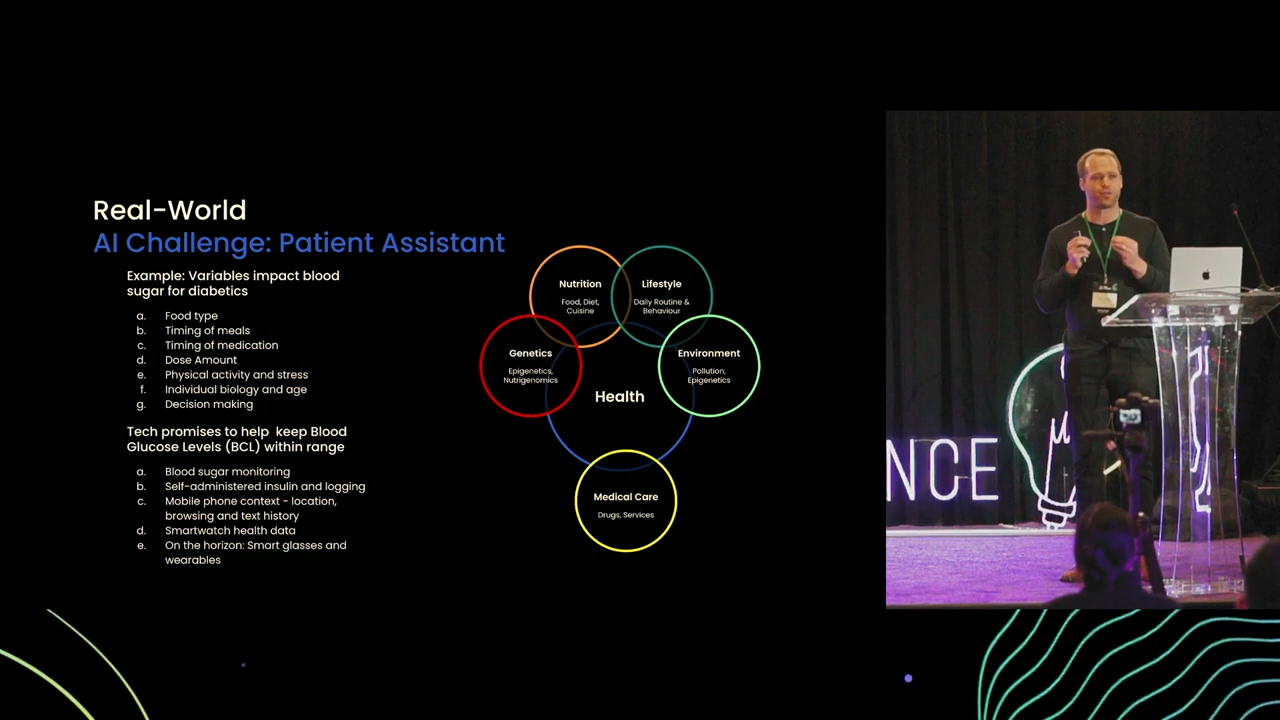 Real-World
AI Challenge: Patient Assistant
Example: Variables impact blood
sugar for diabetics
a. Food type
b. Timing of meals
c. Timing of medication
d. Dose Amount
e. Physical activity and stress
f. Individual biology and age
g. Decision making
Tech promises to help keep Blood
Glucose Levels (BCL) within range
a. Blood sugar monitoring
b. Self-administered insulin and logging
c. Mobile phone context - location,
browsing and text history
d. Smartwatch health data
e. On the horizon: Smart glasses and
wearables
Nutrition
Food, Diet,
Cuisine
Lifestyle
Daily Routine &
Behaviour
Genetics
Epigenetics,
Nutrigenomics
Environment
Pollution,
Epigenetics
Health
Medical Care
Drugs, Services
NCE